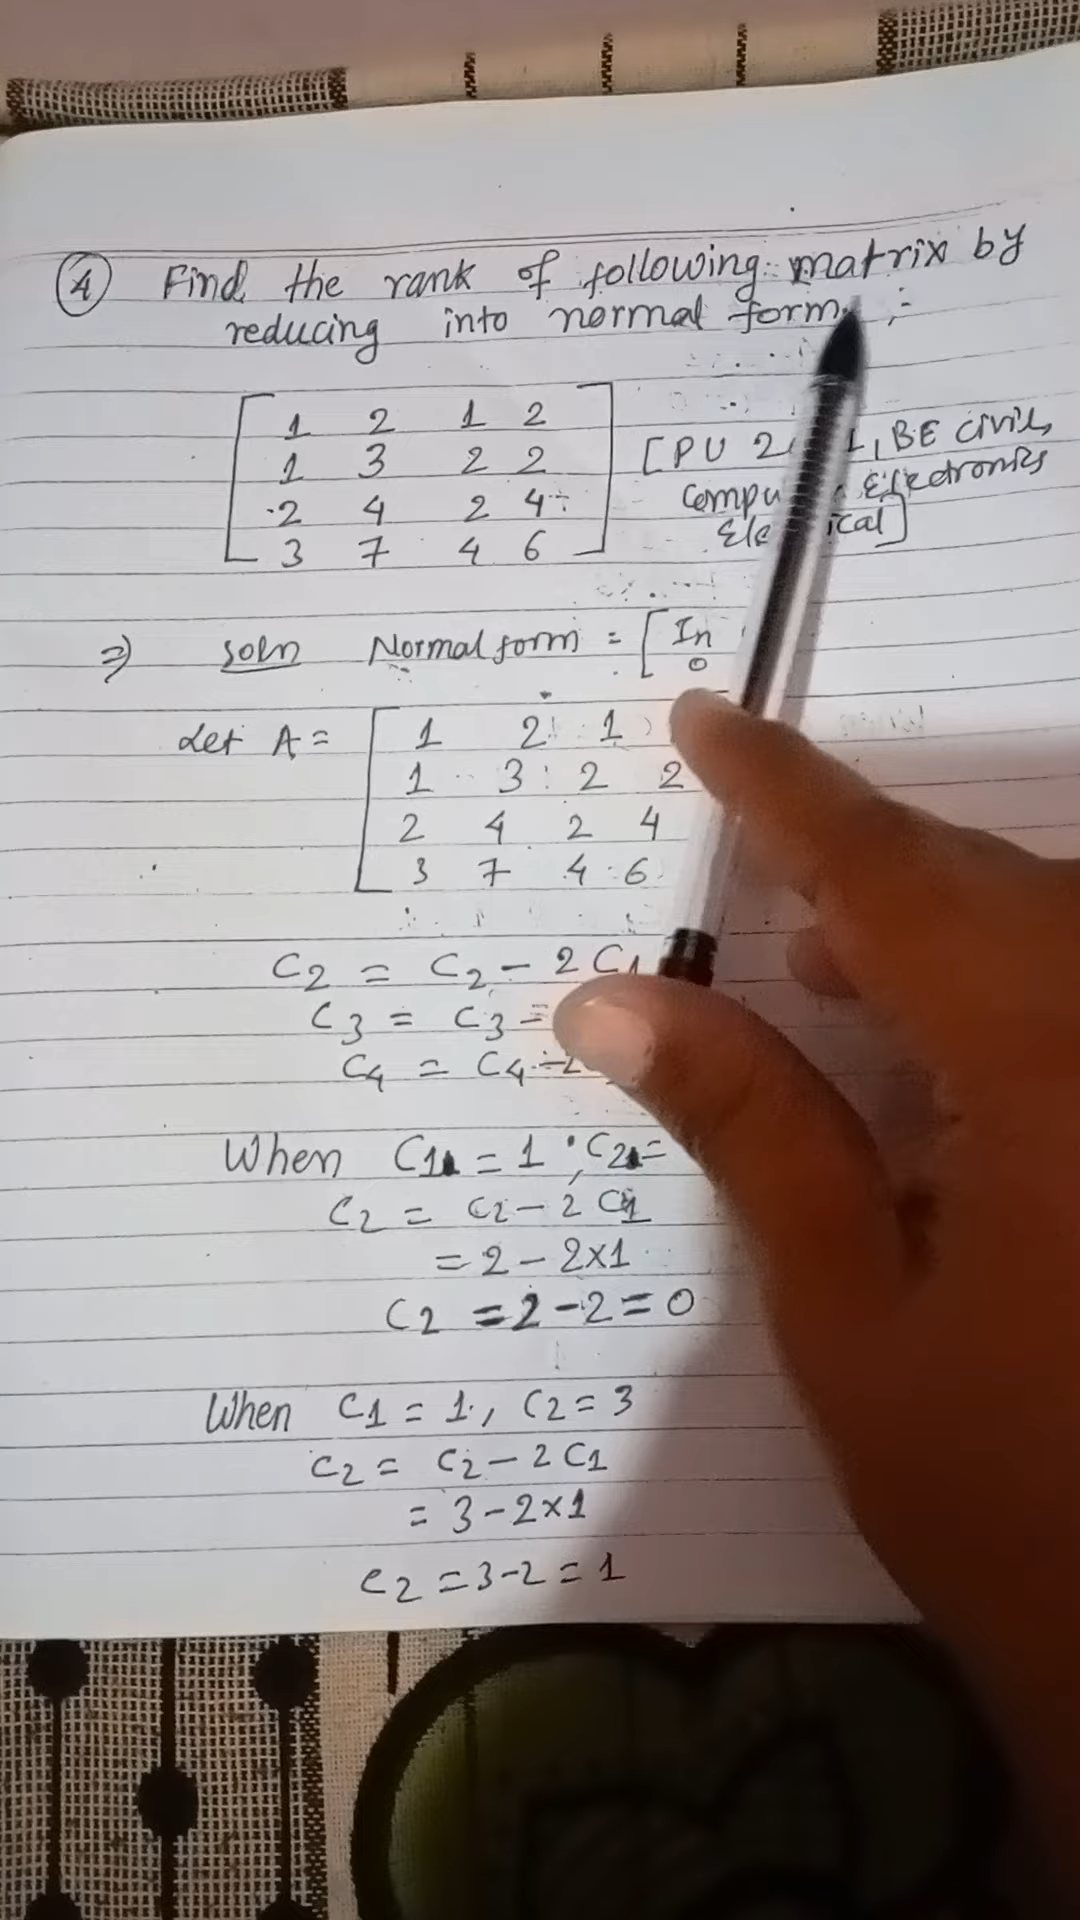 4 Find the rank of following matrix by
reducing into normal form :-
1 2 1 2
1 3 2 2
2 4 2 4
3 7 4 6
[PU 2 1, BE Civil,
Compu Electronics
Ele ical]
⇒ Soln Normal form = [ In
0
Let A = [ 1 2 1
1 3 2 2
2 4 2 4
3 7 4 6
C2 = C2 - 2C1
C3 = C3 -
C4 = C4 - 2
When C1 = 1 ; C2 =
C2 = C2 - 2C1
= 2 - 2×1
C2 = 2 - 2 = 0
When C1 = 1, C2 = 3
C2 = C2 - 2C1
= 3 - 2×1
C2 = 3-2 = 1